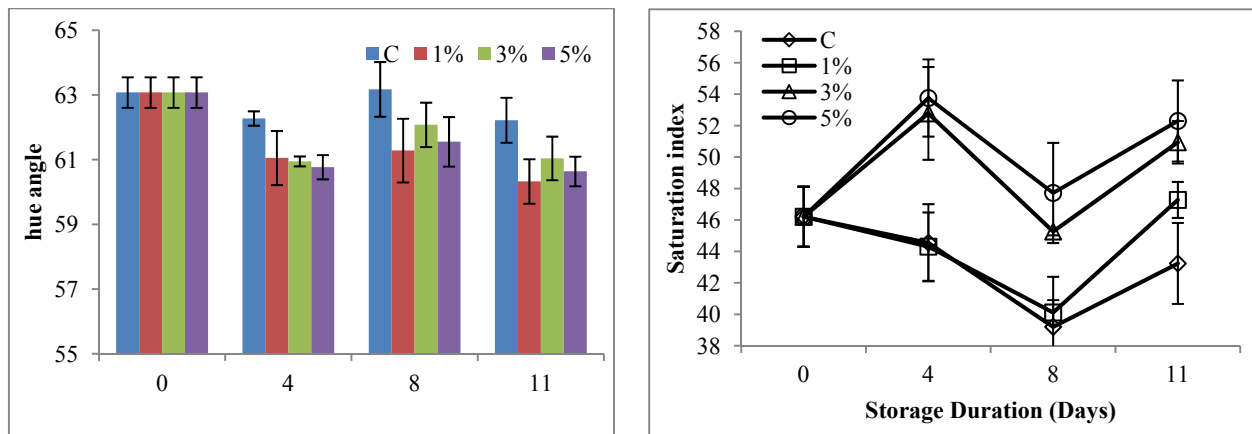 hue angle
65
63
61
59
57
55
0 4 8 11
C 1% 3% 5%
Saturation index
56
54
52
50
48
46
44
42
40
38
0 4 8 11
Storage Duration (Days)
C
1%
3%
5%